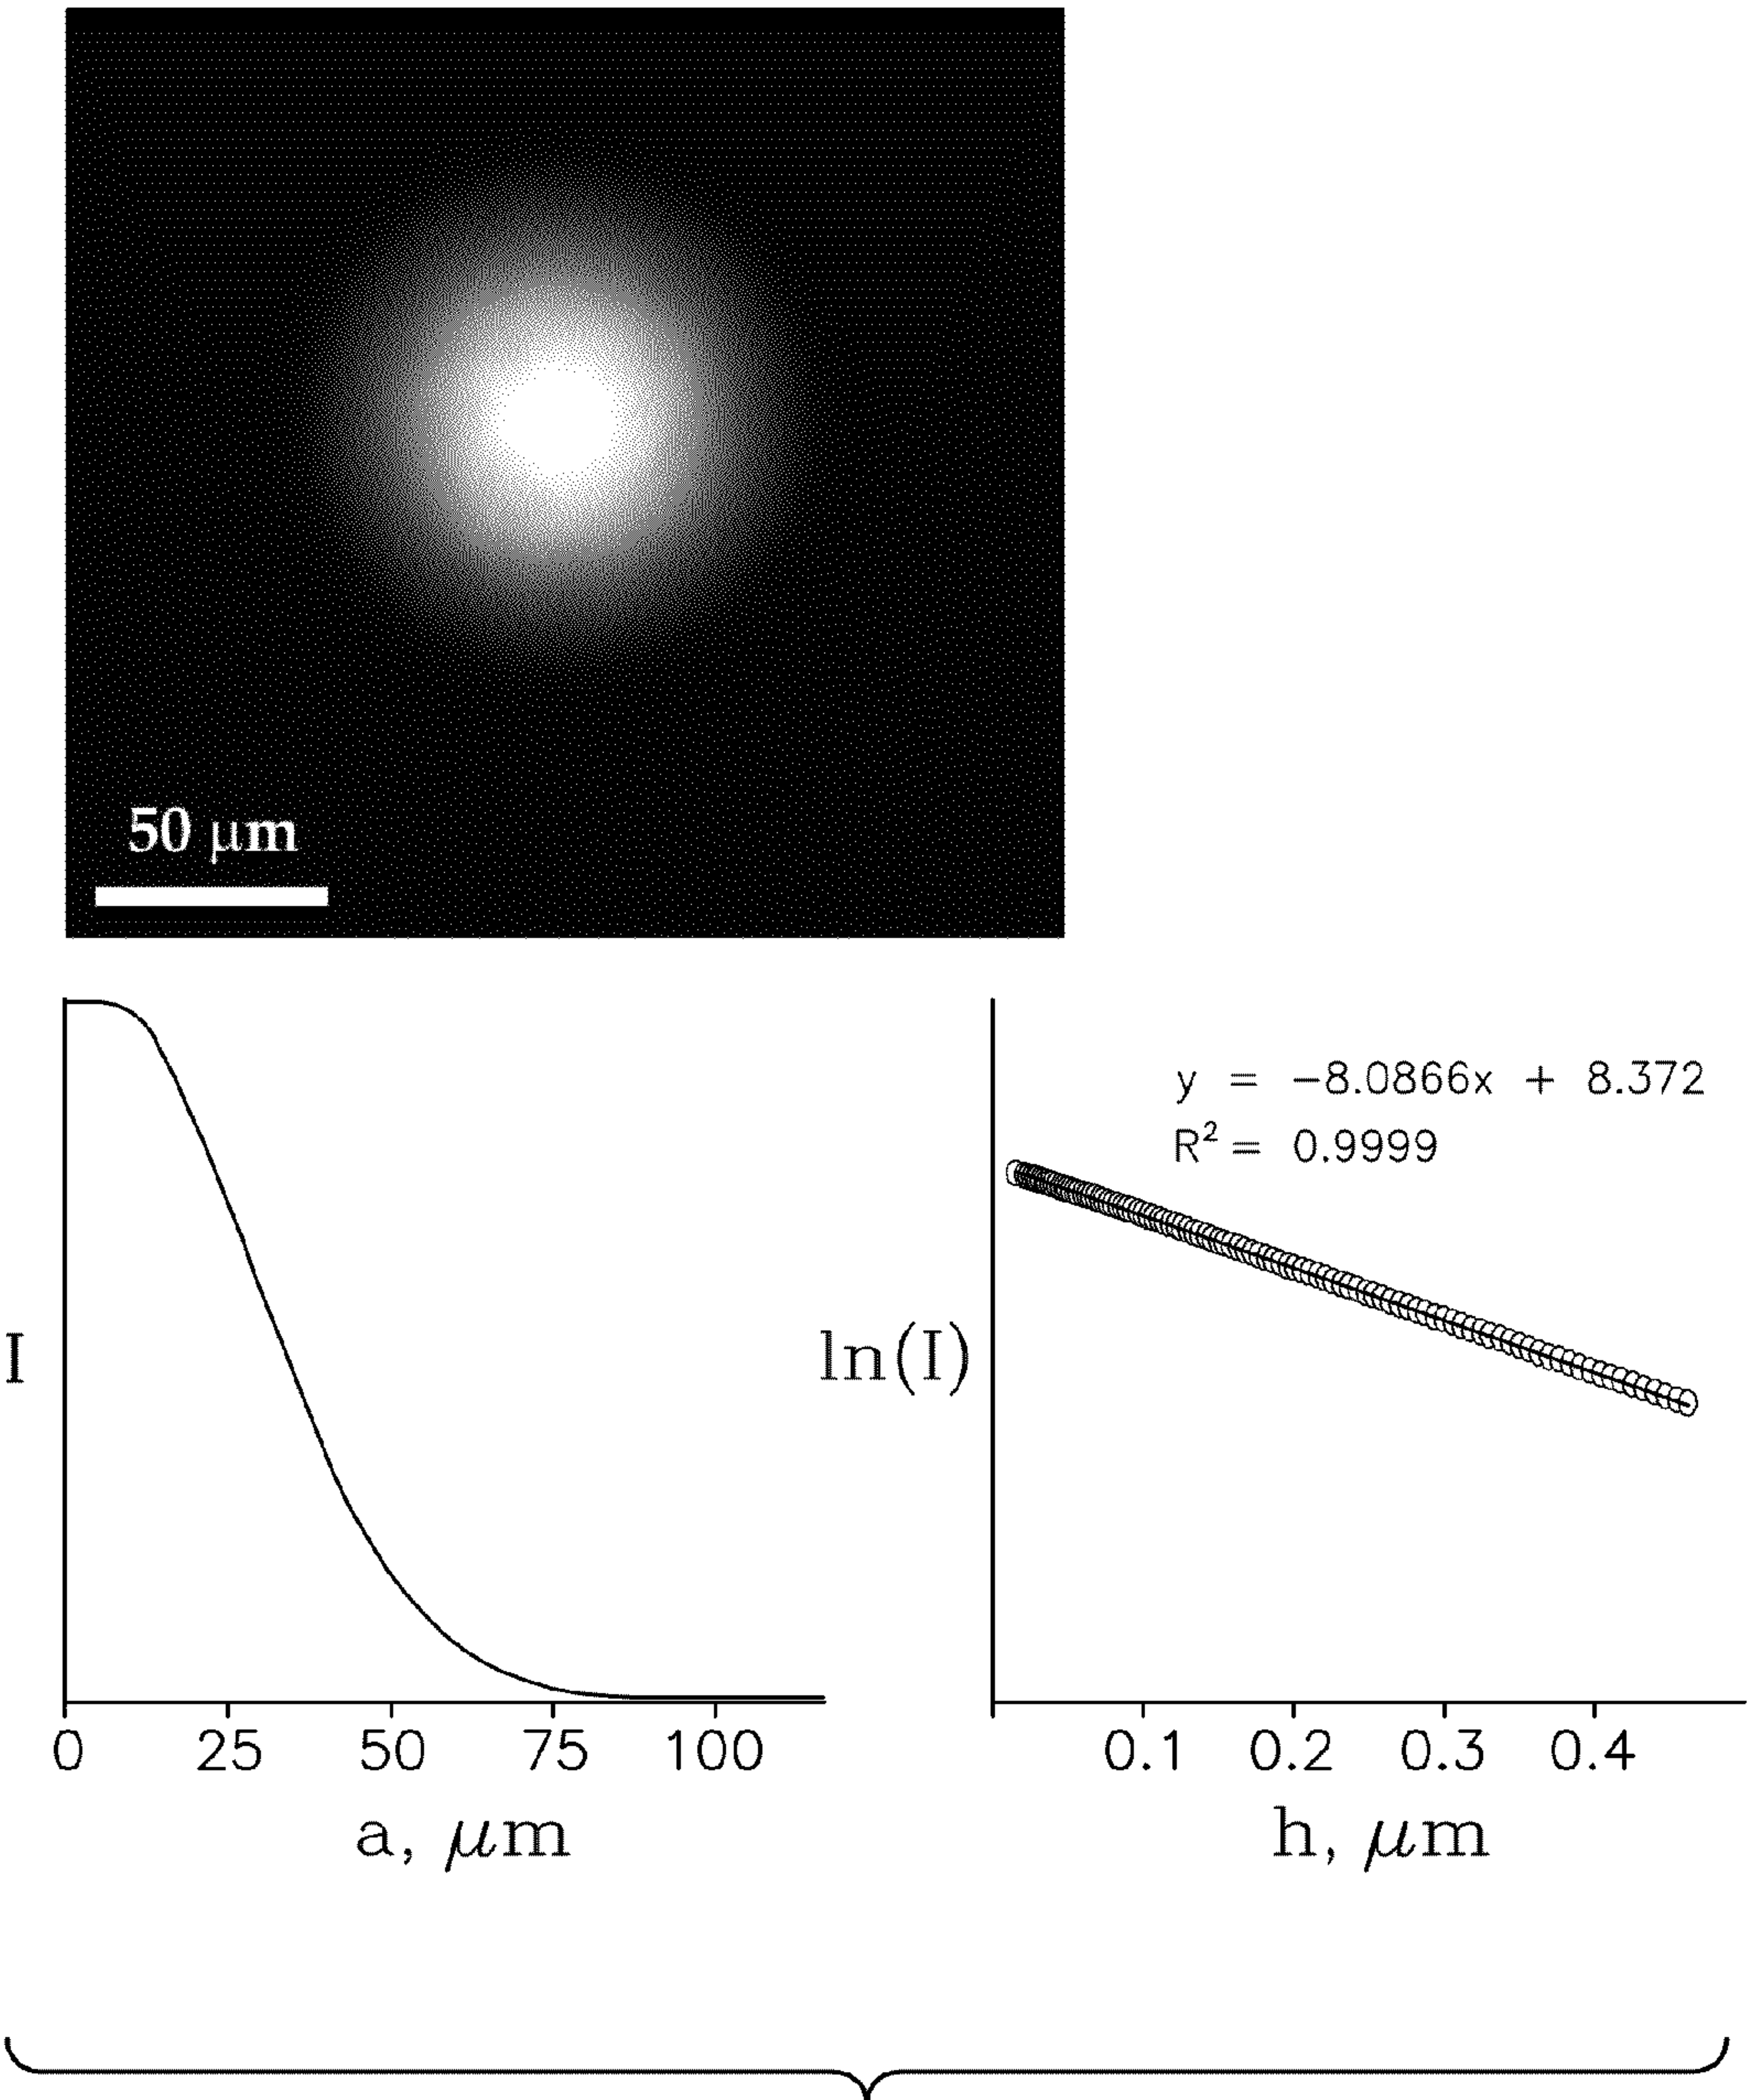 50 μm
I
0 25 50 75 100
a, μm
y = −8.0866x + 8.372
R² = 0.9999
ln(I)
0.1 0.2 0.3 0.4
h, μm